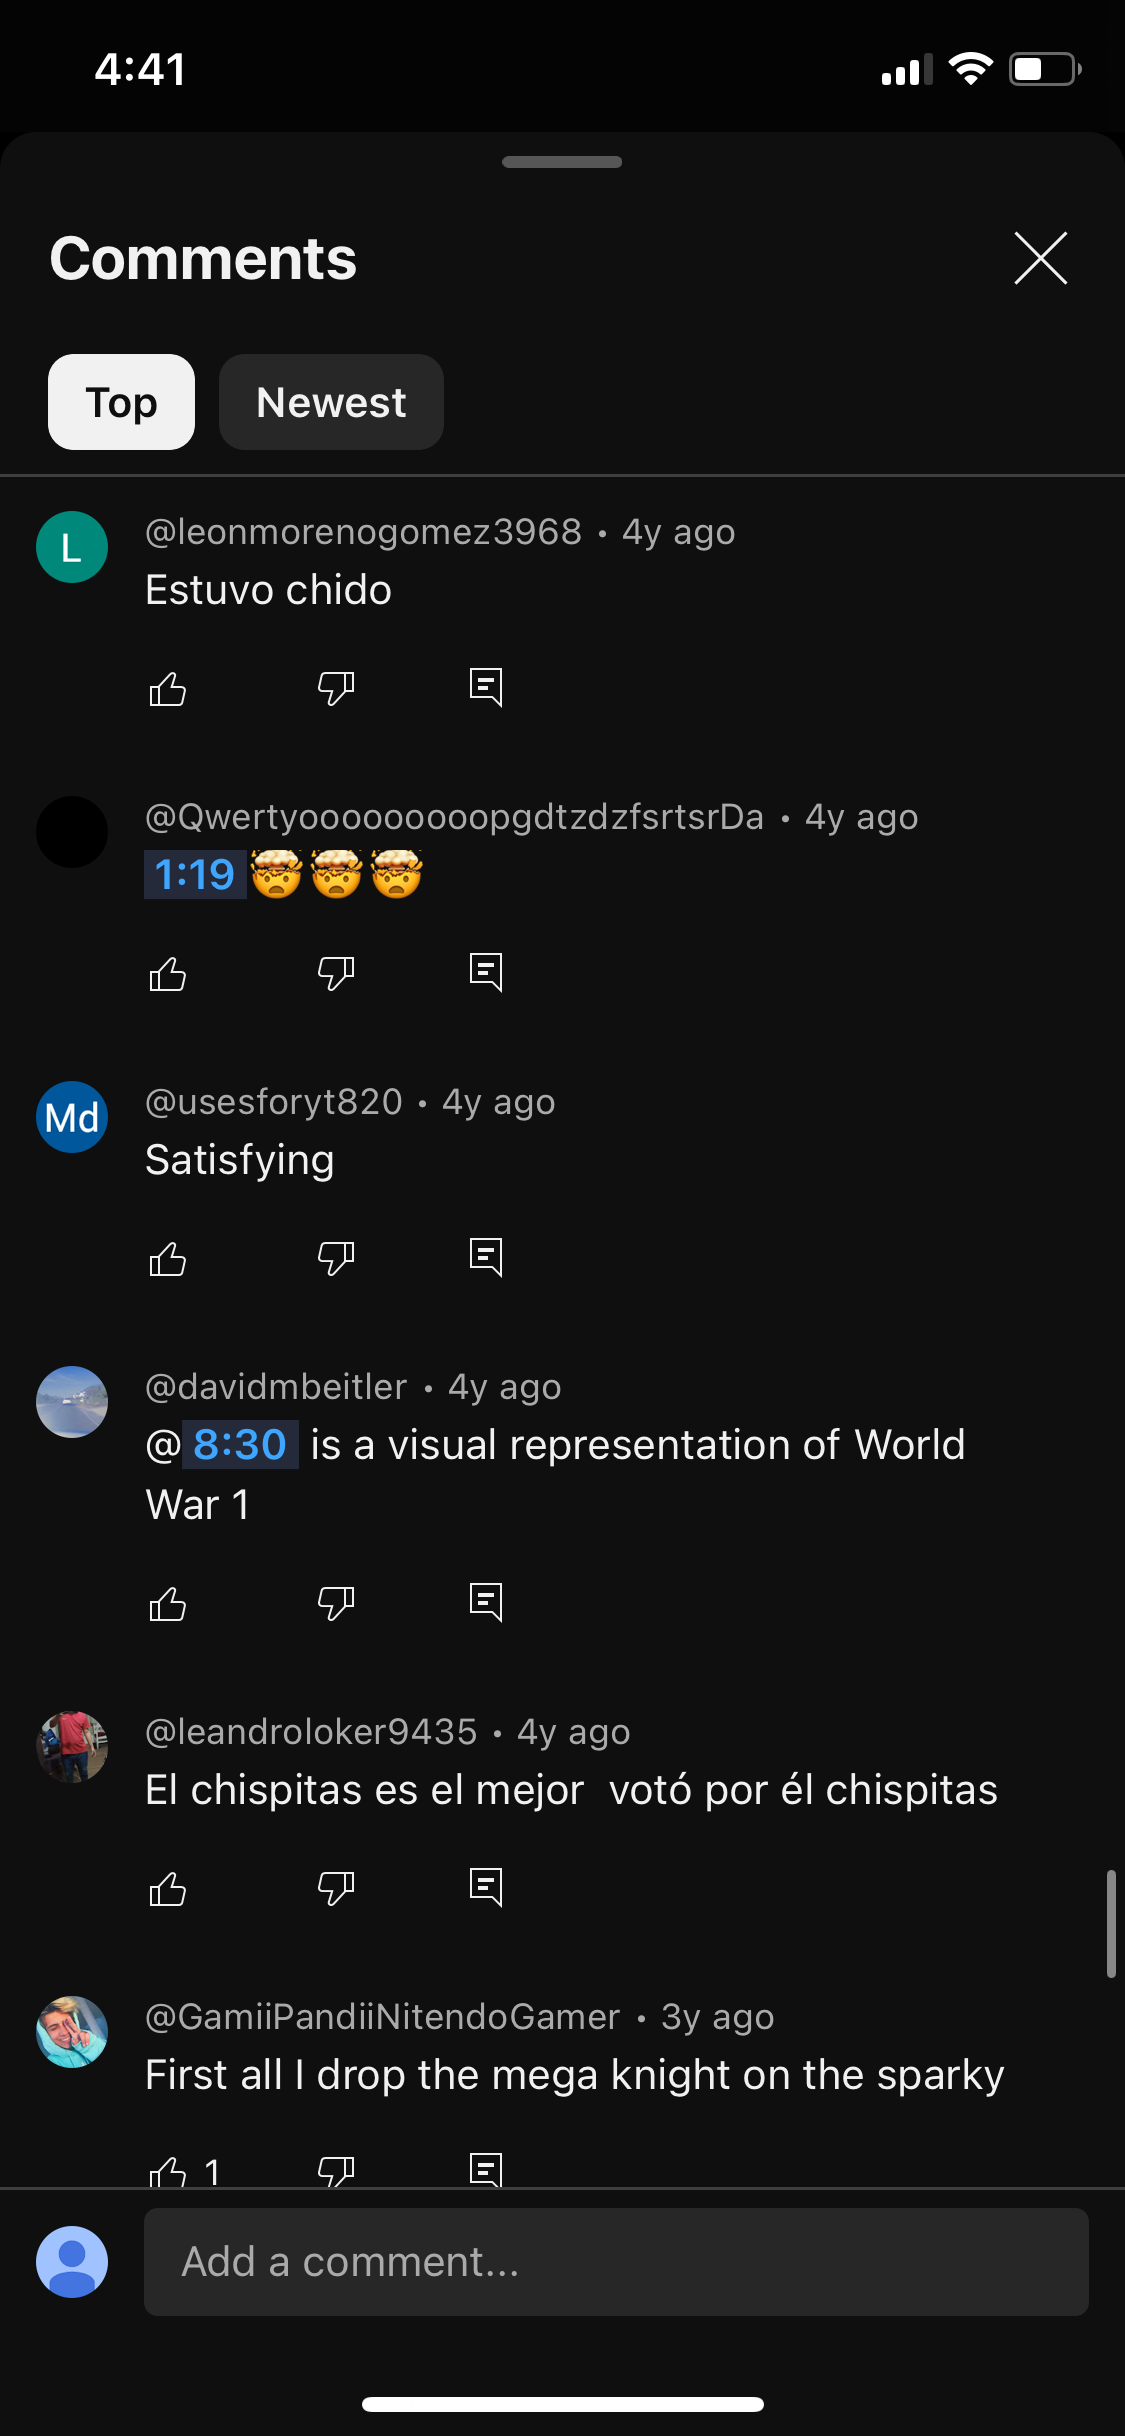 4:41
Comments
Top
Newest
L
@leonmorenogomez3968 • 4y ago
Estuvo chido
@QwertyooooooooopgdtzdzfsrtsrDa • 4y ago
1:19🤯🤯🤯
Md
@usesforyt820 • 4y ago
Satisfying
@davidmbeitler • 4y ago
@ 8:30 is a visual representation of World
War 1
@leandroloker9435 • 4y ago
El chispitas es el mejor  votó por él chispitas
@GamiiPandiiNitendoGamer • 3y ago
First all I drop the mega knight on the sparky
1
Add a comment...